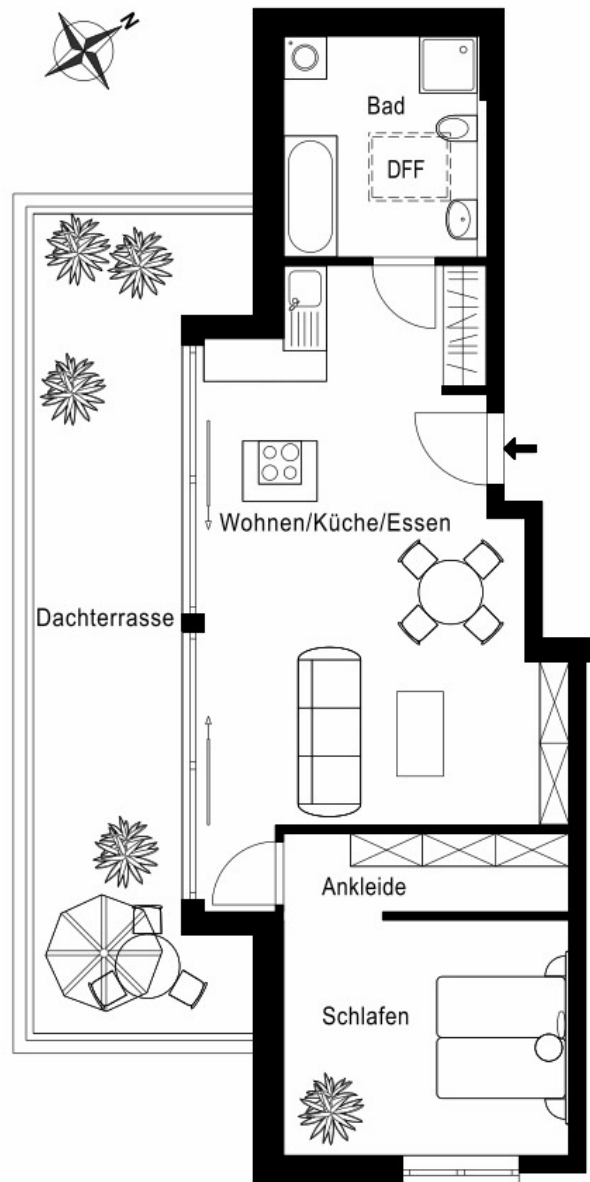 N
Bad
DFF
Wohnen/Küche/Essen
Dachterrasse
Ankleide
Schlafen